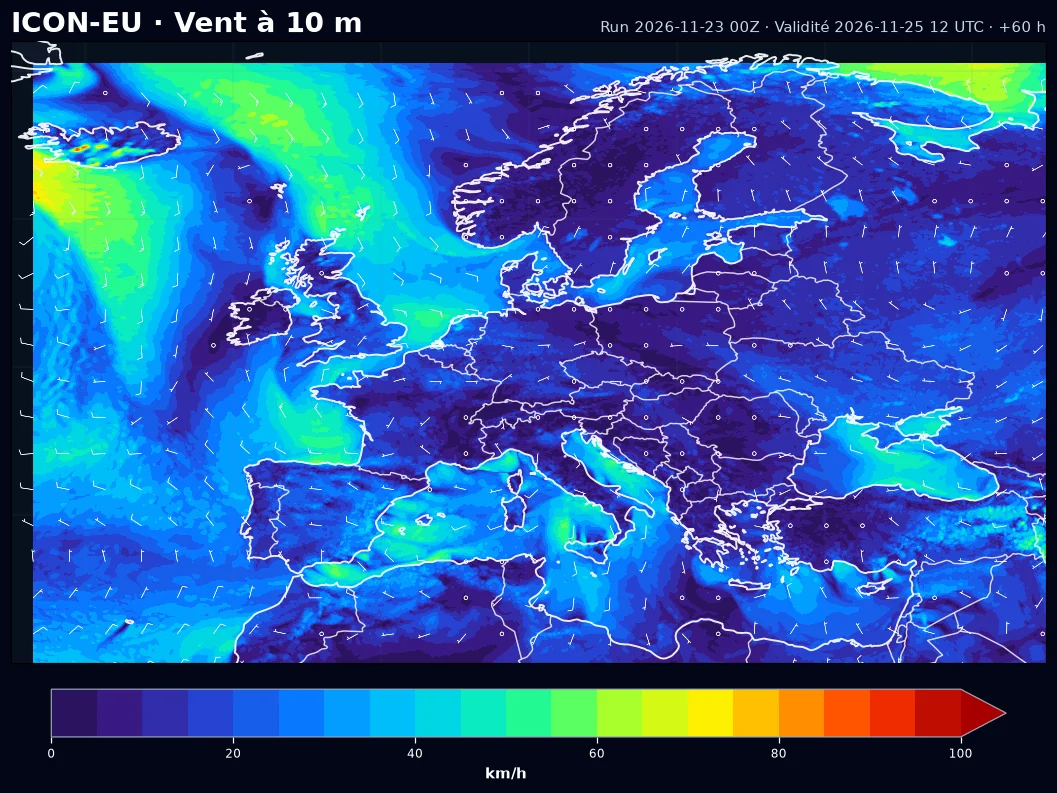 ICON-EU · Vent à 10 m
Run 2026-11-23 00Z · Validité 2026-11-25 12 UTC · +60 h
0 20 40 60 80 100
km/h